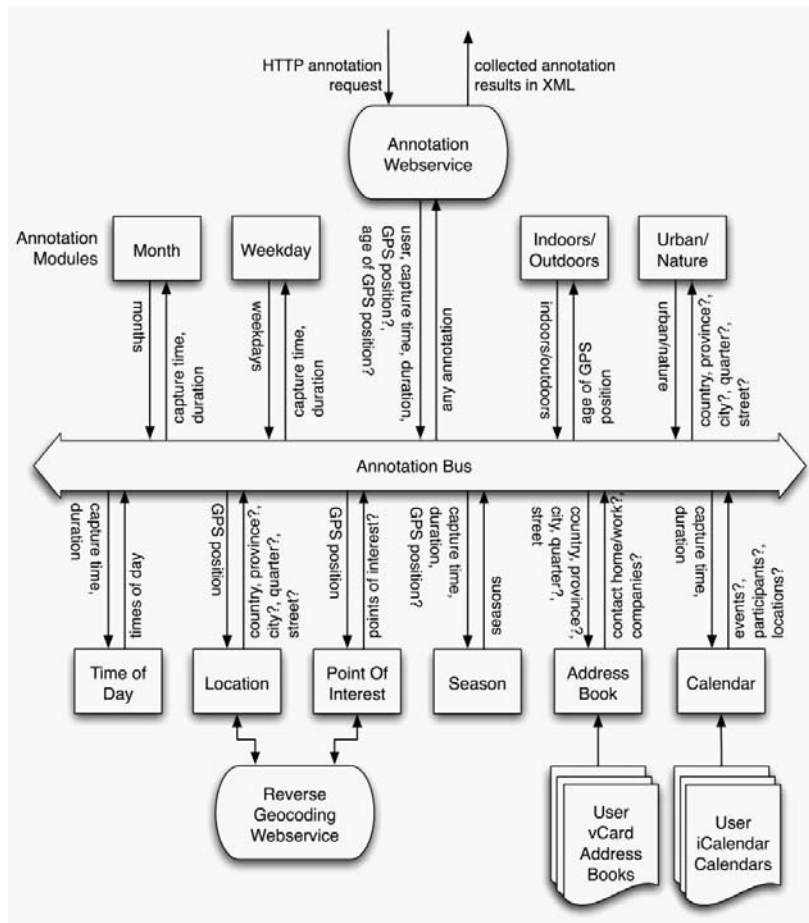 HTTP annotation
request
collected annotation
results in XML
Annotation
Webservice
Annotation
Modules
Month
Weekday
Indoors/
Outdoors
Urban/
Nature
months
capture time,
duration
weekdays
capture time,
duration
user, capture time, duration,
GPS position?,
age of GPS position?
any annotation
indoors/outdoors
age of GPS
position
urban/nature
country, province?,
city?, quarter?,
street?
Annotation Bus
capture time,
duration
times of day
GPS position
country, province?,
city?, quarter?,
street?
GPS position
points of interest?
capture time,
duration,
GPS position?
seasons
country, province?,
city, quarter?,
street
contact home/work?,
companies?
capture time,
duration
events?,
participants?,
locations?
Time of
Day
Location
Point Of
Interest
Season
Address
Book
Calendar
Reverse
Geocoding
Webservice
User
vCard
Address
Books
User
iCalendar
Calendars